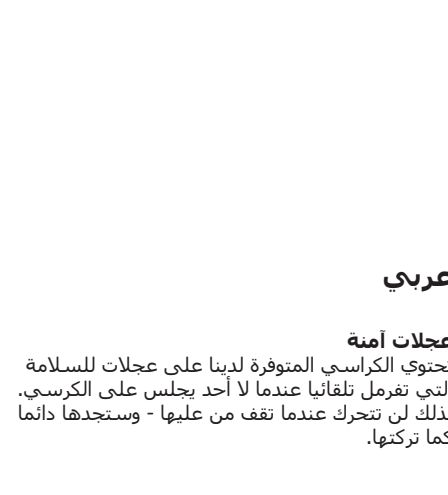 عربي
عجلات آمنة
تحتوي الكراسي المتوفرة لدينا على عجلات للسلامة
التي تفرمل تلقائيا عندما لا أحد يجلس على الكرسي.
بذلك لن تتحرك عندما تقف من عليها - وستجدها دائما
كما تركتها.